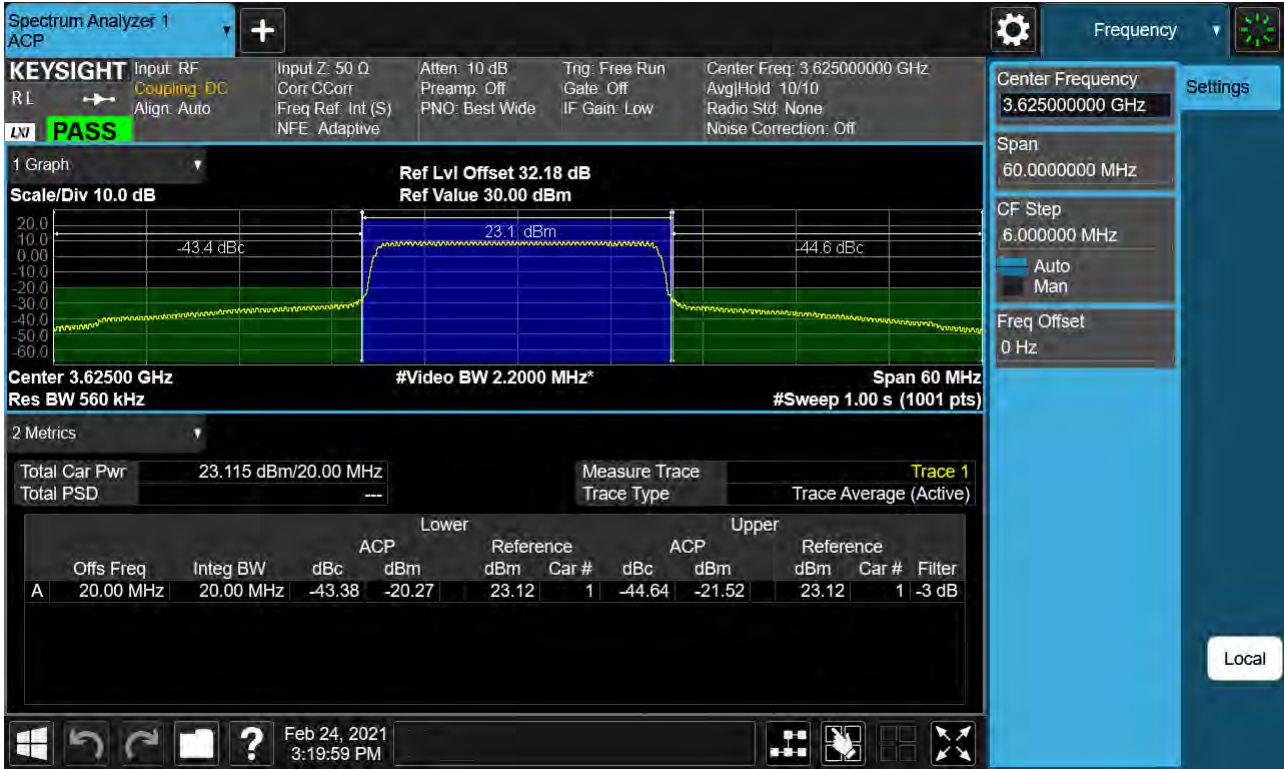 Spectrum Analyzer 1
ACP
+
Frequency
KEYSIGHT
R L
LXI
PASS
Input: RF
Coupling: DC
Align: Auto
Input Z: 50 Ω
Corr CCorr
Freq Ref: Int (S)
NFE: Adaptive
Atten: 10 dB
Preamp: Off
PNO: Best Wide
Trig: Free Run
Gate: Off
IF Gain: Low
Center Freq: 3.625000000 GHz
Avg|Hold: 10/10
Radio Std: None
Noise Correction: Off
1 Graph
Scale/Div 10.0 dB
Ref Lvl Offset 32.18 dB
Ref Value 30.00 dBm
20.0
10.0
0.00
-10.0
-20.0
-30.0
-40.0
-50.0
-60.0
-43.4 dBc
23.1 dBm
-44.6 dBc
Center 3.62500 GHz
#Video BW 2.2000 MHz*
Span 60 MHz
Res BW 560 kHz
#Sweep 1.00 s (1001 pts)
2 Metrics
Total Car Pwr 23.115 dBm/20.00 MHz
Total PSD ---
Measure Trace Trace 1
Trace Type Trace Average (Active)
Lower Upper
ACP Reference ACP Reference
Offs Freq Integ BW dBc dBm dBm Car # dBc dBm dBm Car # Filter
A 20.00 MHz 20.00 MHz -43.38 -20.27 23.12 1 -44.64 -21.52 23.12 1 -3 dB
Center Frequency
3.625000000 GHz
Span
60.0000000 MHz
CF Step
6.000000 MHz
Auto
Man
Freq Offset
0 Hz
Settings
Local
?
Feb 24, 2021
3:19:59 PM